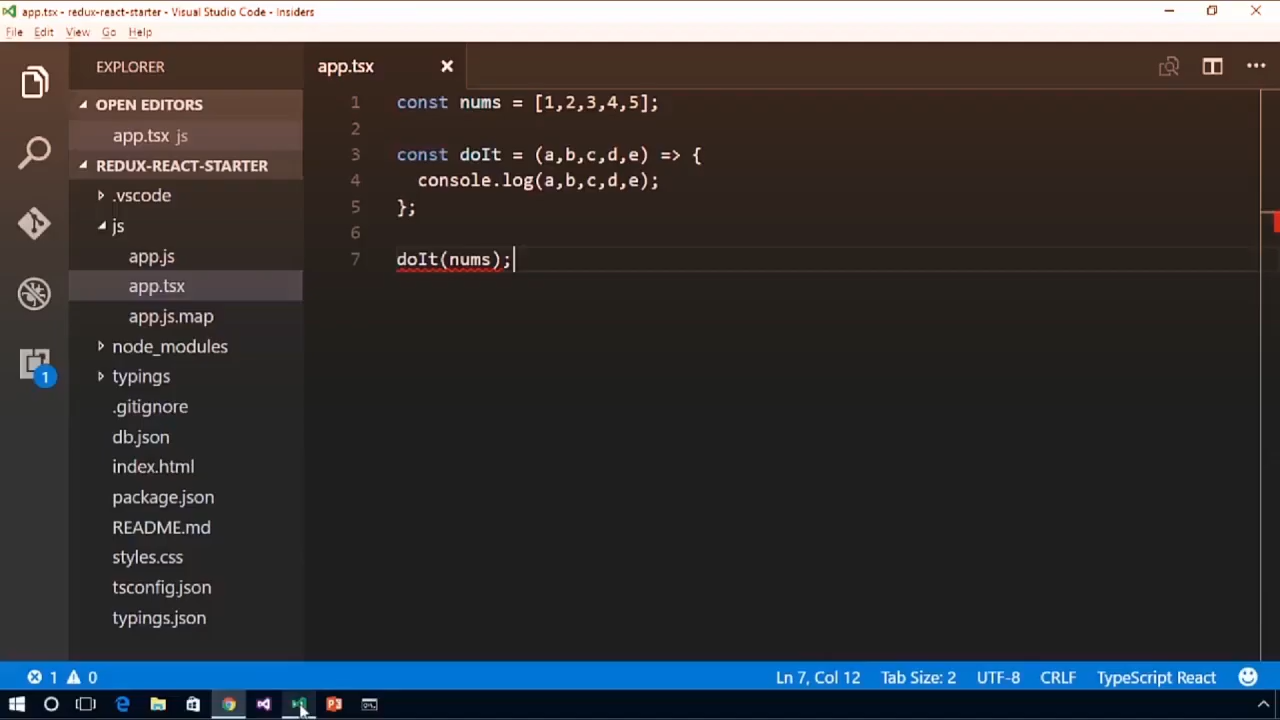 app.tsx - redux-react-starter - Visual Studio Code - Insiders
File Edit View Go Help
EXPLORER
OPEN EDITORS
app.tsx js
REDUX-REACT-STARTER
.vscode
js
app.js
app.tsx
app.js.map
node_modules
typings
.gitignore
db.json
index.html
package.json
README.md
styles.css
tsconfig.json
typings.json
1
app.tsx
1 const nums = [1,2,3,4,5];
2
3 const doIt = (a,b,c,d,e) => {
4 console.log(a,b,c,d,e);
5 };
6
7 doIt(nums);
1 0 Ln 7, Col 12 Tab Size: 2 UTF-8 CRLF TypeScript React